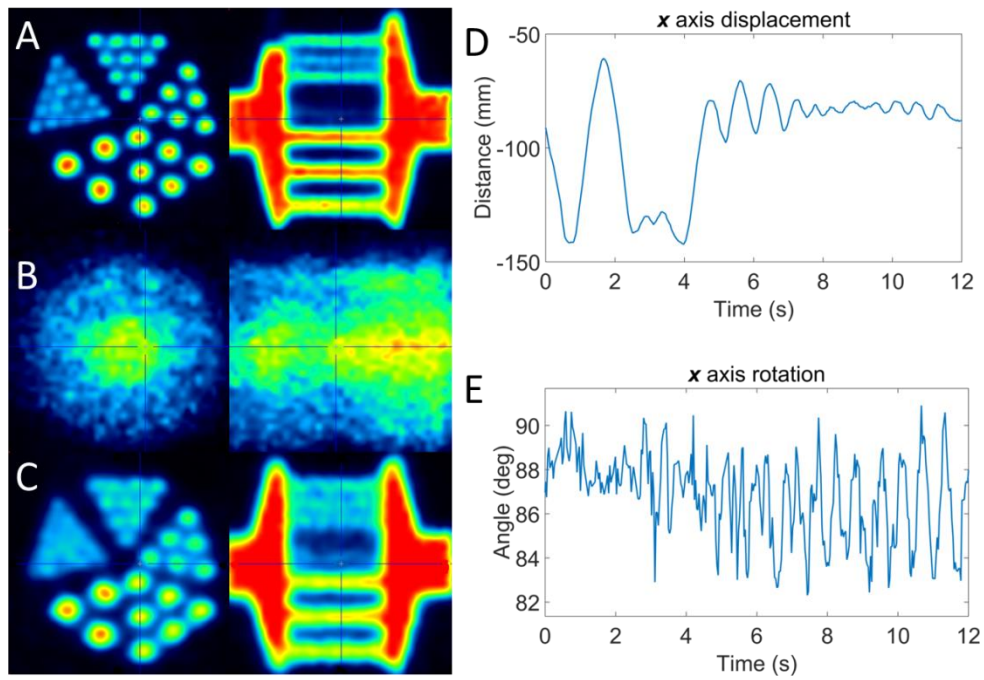 A
B
C
D
x axis displacement
-50
-100
-150
Distance (mm)
0 2 4 6 8 10 12
Time (s)
E
x axis rotation
90
88
86
84
82
Angle (deg)
0 2 4 6 8 10 12
Time (s)